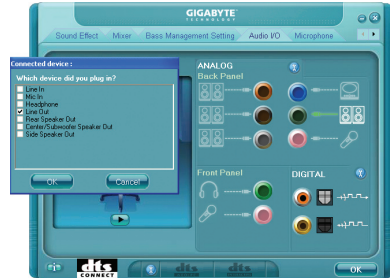 GIGABYTE
TECHNOLOGY
Sound Effect
Mixer
Bass Management Setting
Audio I/O
Microphone
Connected device :
Which device did you plug in?
Line In
Mic In
Headphone
Line Out
Rear Speaker Out
Center/Subwoofer Speaker Out
Side Speaker Out
OK
Cancel
ANALOG
Back Panel
Front Panel
DIGITAL
dts
CONNECT
dts
dts
OK